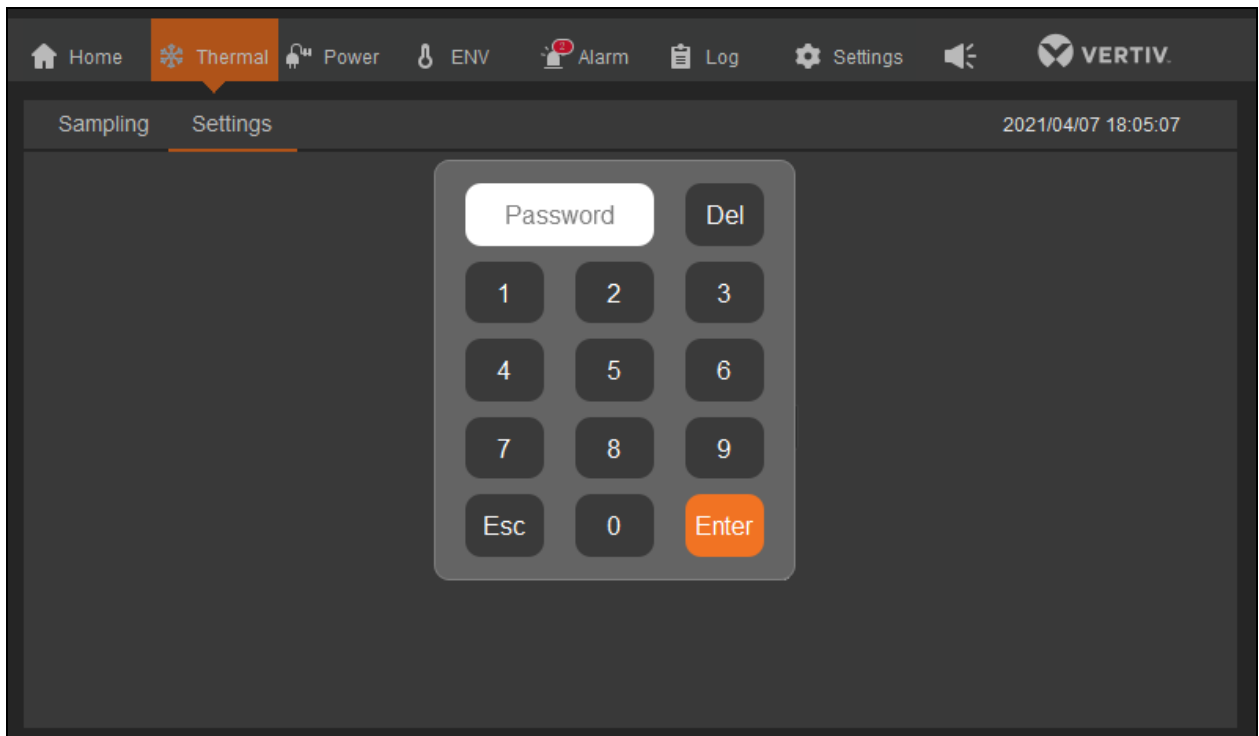 Home Thermal Power ENV 2 Alarm Log Settings VERTIV.
Sampling Settings 2021/04/07 18:05:07
Password Del
1 2 3
4 5 6
7 8 9
Esc 0 Enter